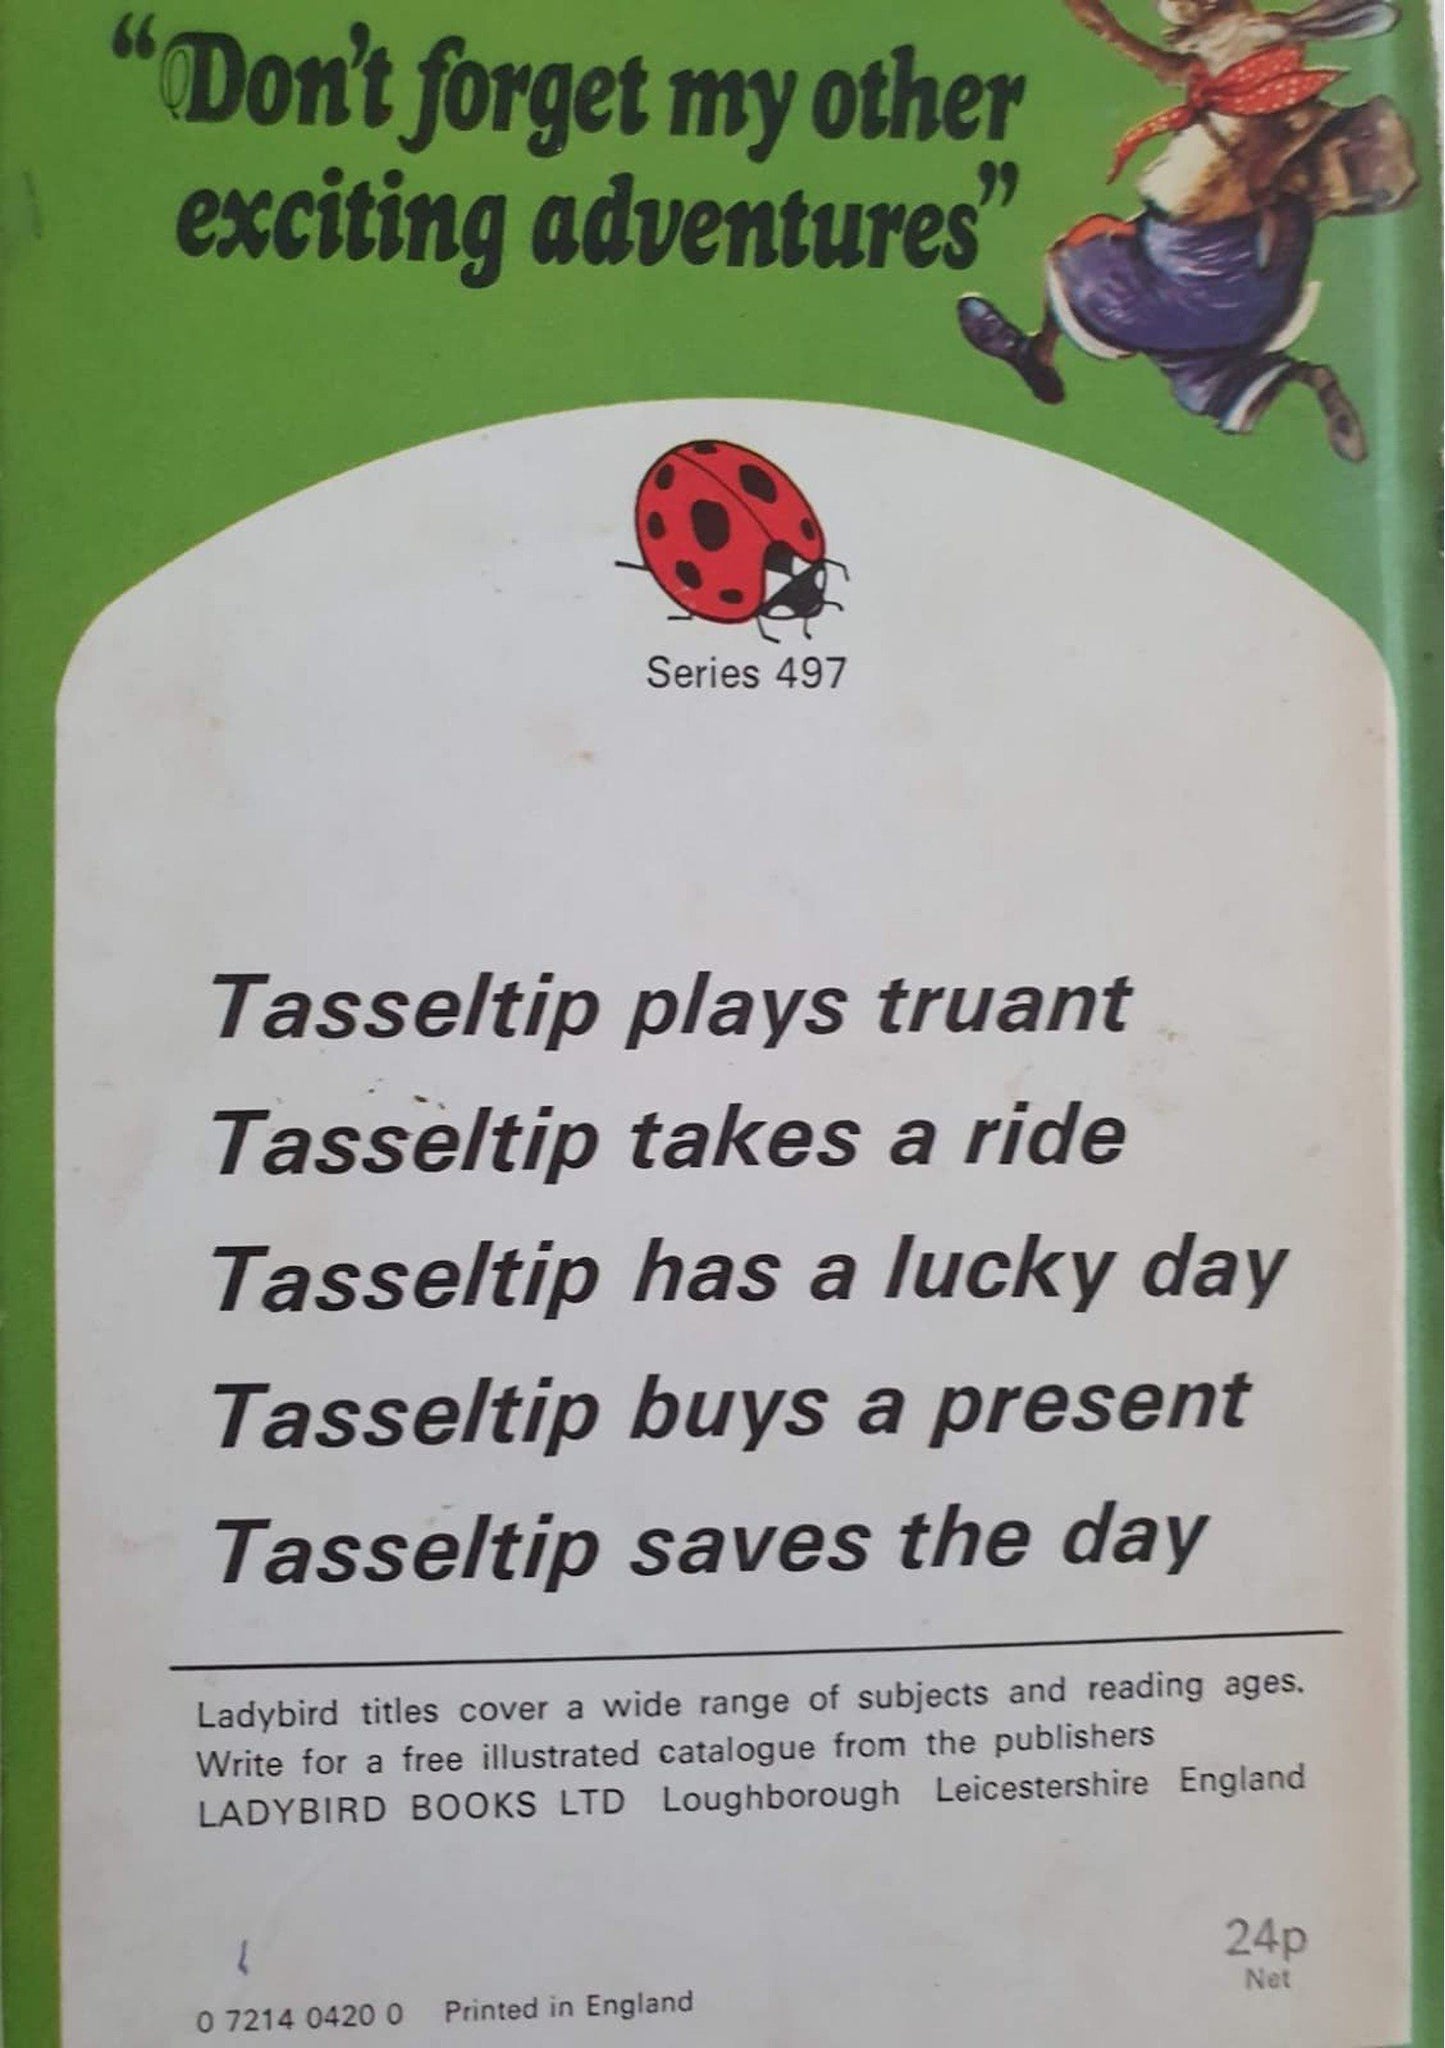 “Don't forget my other
exciting adventures”
Series 497
Tasseltip plays truant
Tasseltip takes a ride
Tasseltip has a lucky day
Tasseltip buys a present
Tasseltip saves the day
Ladybird titles cover a wide range of subjects and reading ages.
Write for a free illustrated catalogue from the publishers
LADYBIRD BOOKS LTD Loughborough Leicestershire England
24p
Net
0 7214 0420 0 Printed in England